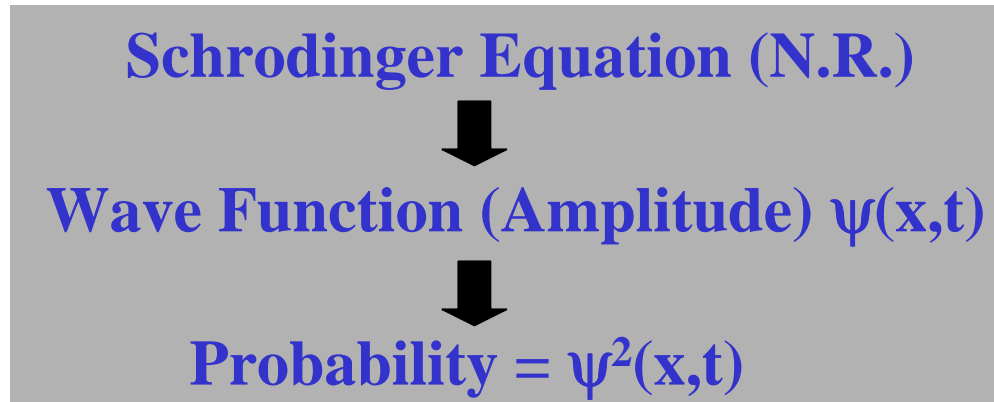 Schrodinger Equation (N.R.)
Wave Function (Amplitude) ψ(x,t)
Probability = ψ²(x,t)